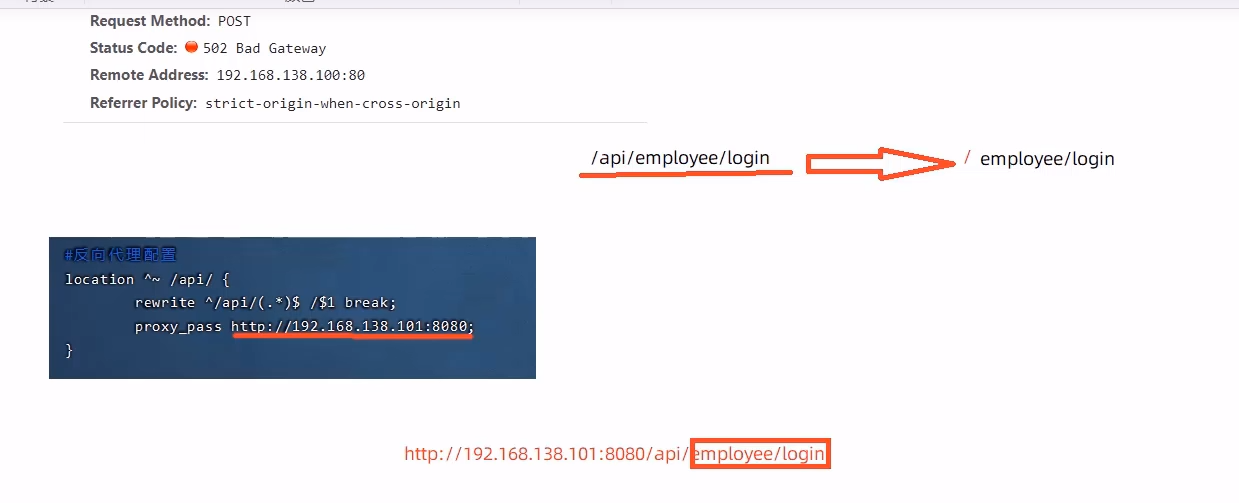 Request Method: POST
Status Code: 502 Bad Gateway
Remote Address: 192.168.138.100:80
Referrer Policy: strict-origin-when-cross-origin
/api/employee/login / employee/login
#反向代理配置
location ^~ /api/ {
rewrite ^/api/(.*)$ /$1 break;
proxy_pass http://192.168.138.101:8080;
}
http://192.168.138.101:8080/api/employee/login